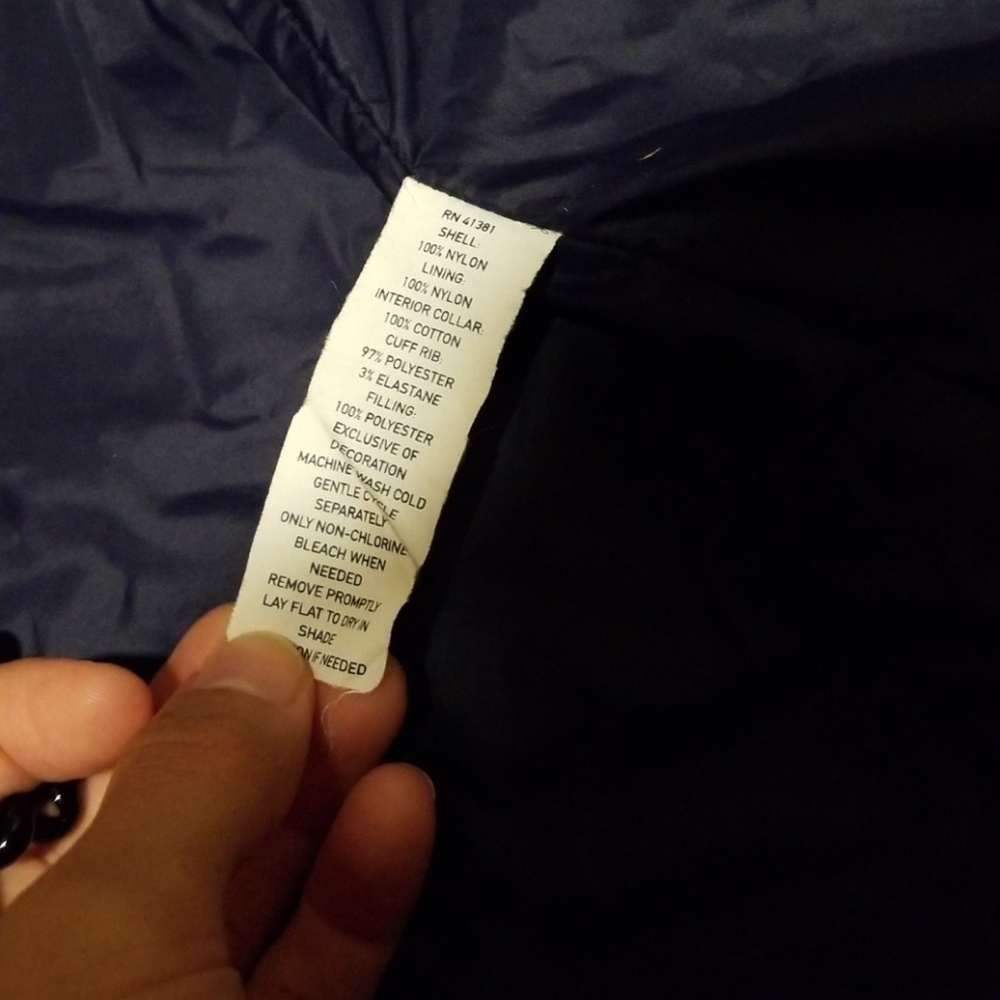 RN 41381
SHELL:
100% NYLON
LINING:
100% NYLON
INTERIOR COLLAR:
100% COTTON
CUFF RIB:
97% POLYESTER
3% ELASTANE
FILLING:
100% POLYESTER
EXCLUSIVE OF
DECORATION
MACHINE WASH COLD
GENTLE CYCLE
SEPARATELY
ONLY NON-CHLORINE
BLEACH WHEN
NEEDED
REMOVE PROMPTLY
LAY FLAT TO DRY IN
SHADE
IF NEEDED